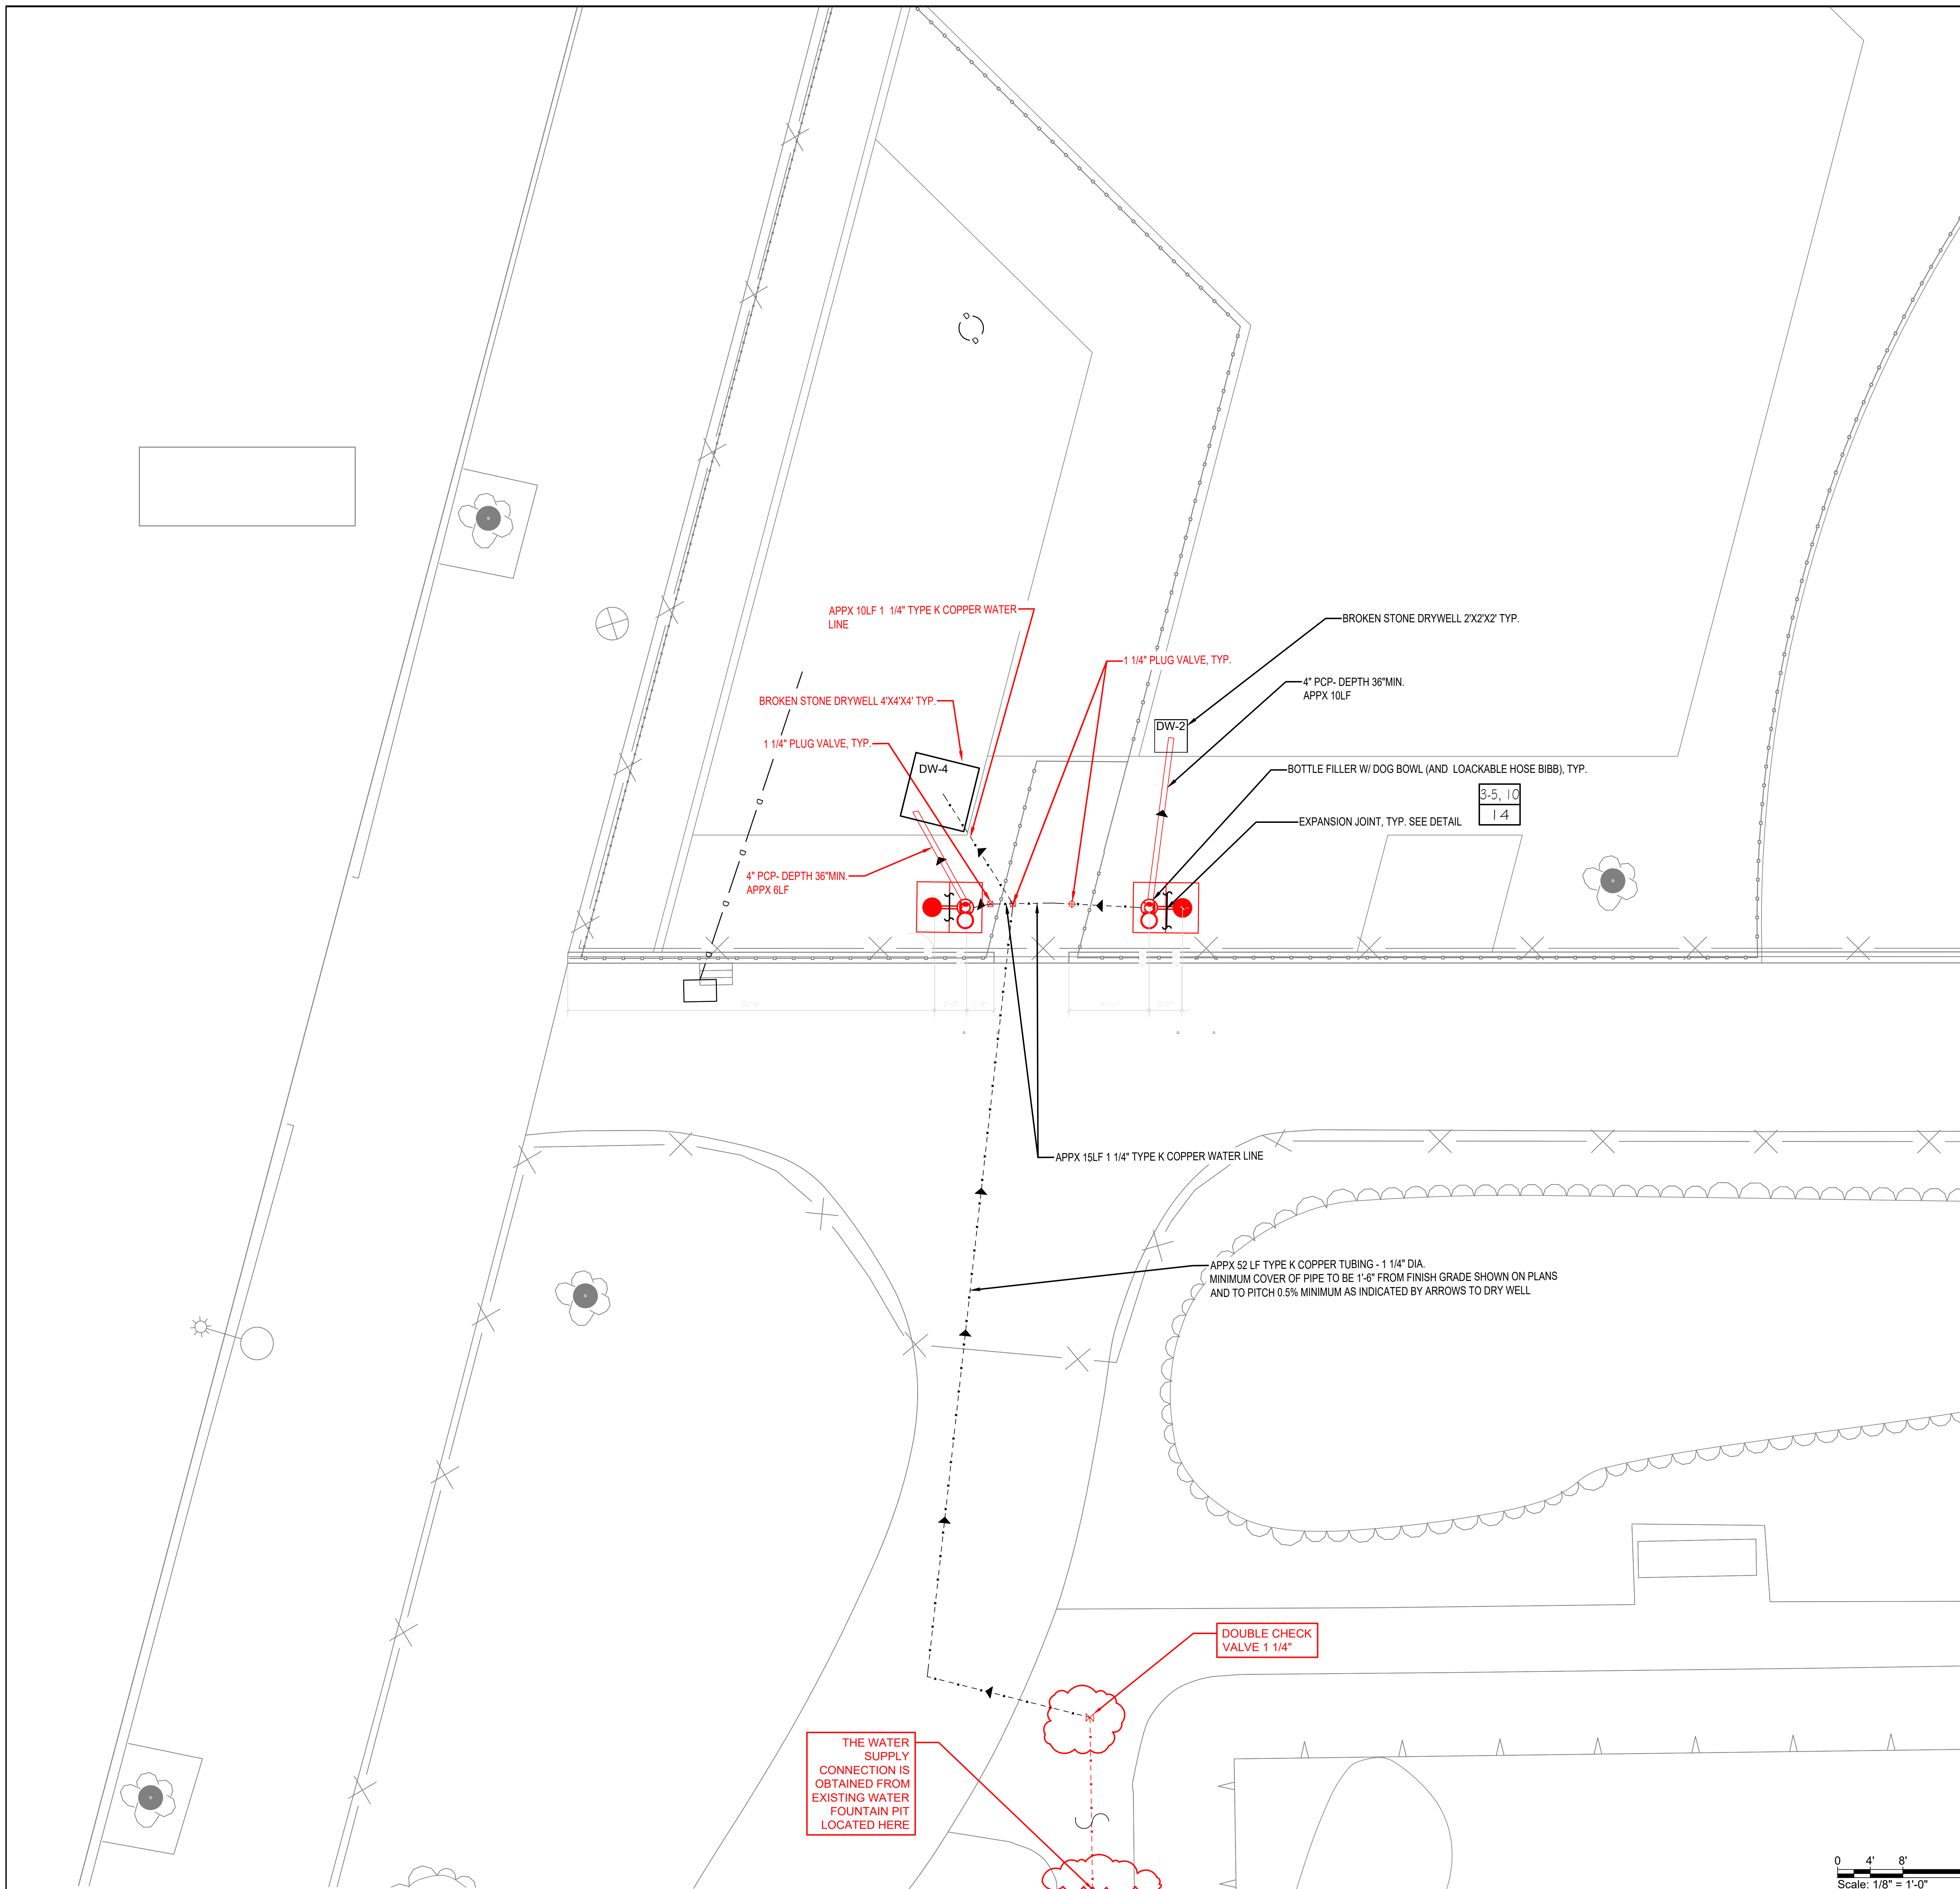 APPX 10LF 1 1/4" TYPE K COPPER WATER
LINE
BROKEN STONE DRYWELL 2'X2'X2' TYP.
1 1/4" PLUG VALVE, TYP.
4" PCP- DEPTH 36"MIN.
APPX 10LF
BROKEN STONE DRYWELL 4'X4'X4' TYP.
DW-2
1 1/4" PLUG VALVE, TYP.
DW-4
BOTTLE FILLER W/ DOG BOWL (AND LOACKABLE HOSE BIBB), TYP.
3-5, 10
14
EXPANSION JOINT, TYP. SEE DETAIL
4" PCP- DEPTH 36"MIN.
APPX 6LF
D
D
D
D
D
D
APPX 15LF 1 1/4" TYPE K COPPER WATER LINE
APPX 52 LF TYPE K COPPER TUBING - 1 1/4" DIA.
MINIMUM COVER OF PIPE TO BE 1'-6" FROM FINISH GRADE SHOWN ON PLANS
AND TO PITCH 0.5% MINIMUM AS INDICATED BY ARROWS TO DRY WELL
DOUBLE CHECK
VALVE 1 1/4"
THE WATER
SUPPLY
CONNECTION IS
OBTAINED FROM
EXISTING WATER
FOUNTAIN PIT
LOCATED HERE
0 4' 8'
Scale: 1/8" = 1'-0"